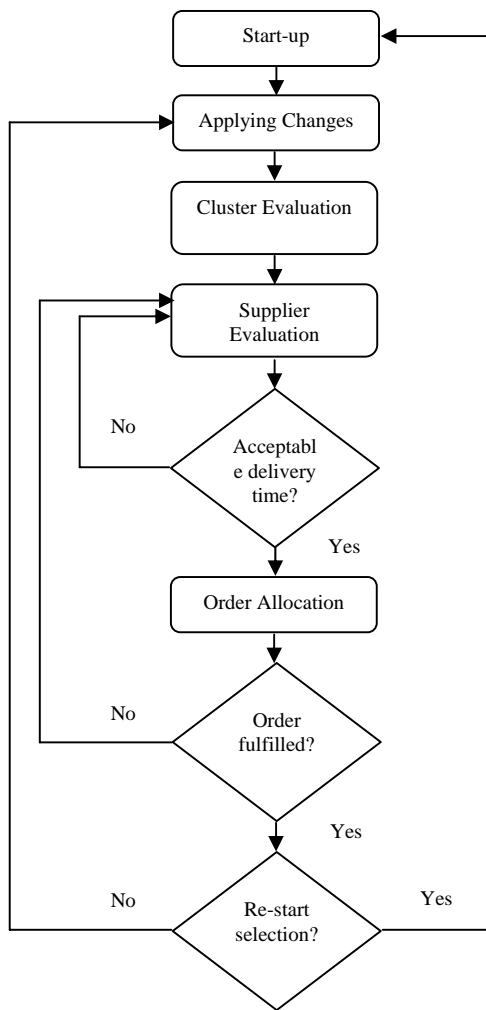 Start-up
Applying Changes
Cluster Evaluation
Supplier
Evaluation
No
Acceptabl
e delivery
time?
Yes
Order Allocation
No
Order
fulfilled?
Yes
No
Re-start
selection?
Yes